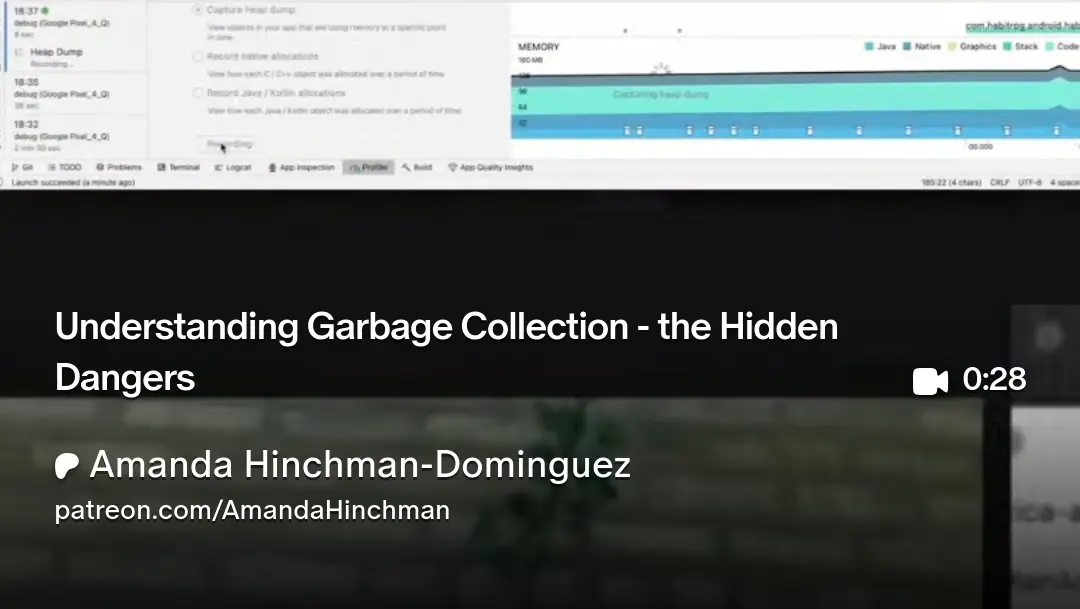 18:37
debug (Google Pixel_4_Q)
8 sec
Heap Dump
Recording...
18:35
debug (Google Pixel_4_Q)
18:32
debug (Google Pixel_4_Q)
2 min 30 sec
Capture heap dump
View objects in your app that are using memory at a specific point
in time
Record native allocations
View how each C / C++ object was allocated over a period of time
Record Java / Kotlin allocations
View how each Java / Kotlin object was allocated over a period of time
Recording
com.habitrpg.android.hab
MEMORY
Java Native Graphics Stack Code
160 MB
128
96
64
32
Capturing heap dump
00.000
Git TODO Problems Terminal Logcat App Inspection Profiler Build App Quality Insights
Launch succeeded (a minute ago)
185:22 (4 chars) CRLF UTF-8 4 space
Understanding Garbage Collection - the Hidden
Dangers
0:28
Amanda Hinchman-Dominguez
patreon.com/AmandaHinchman